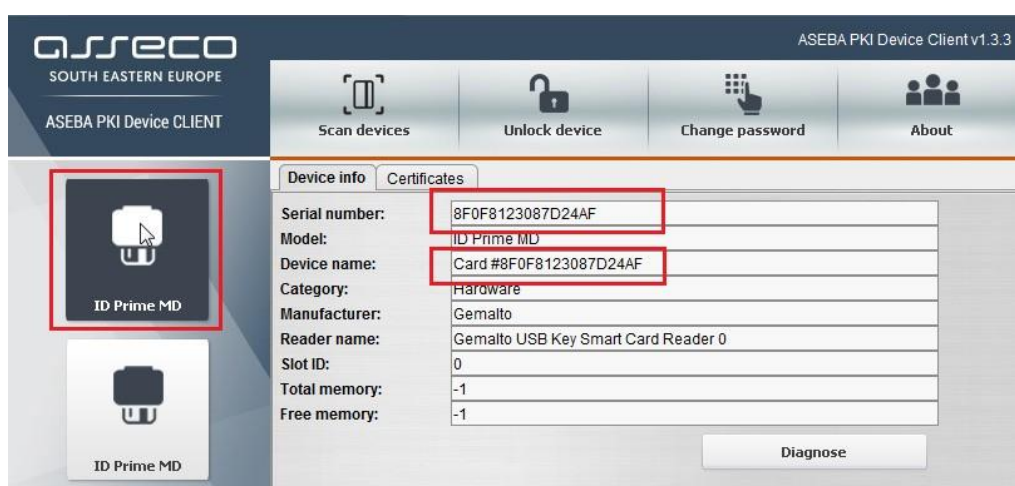 asseco
SOUTH EASTERN EUROPE
ASEBA PKI Device CLIENT
ASEBA PKI Device Client v1.3.3
Scan devices
Unlock device
Change password
About
ID Prime MD
ID Prime MD
Device info
Certificates
Serial number: 8F0F8123087D24AF
Model: ID Prime MD
Device name: Card #8F0F8123087D24AF
Category: Hardware
Manufacturer: Gemalto
Reader name: Gemalto USB Key Smart Card Reader 0
Slot ID: 0
Total memory: -1
Free memory: -1
Diagnose